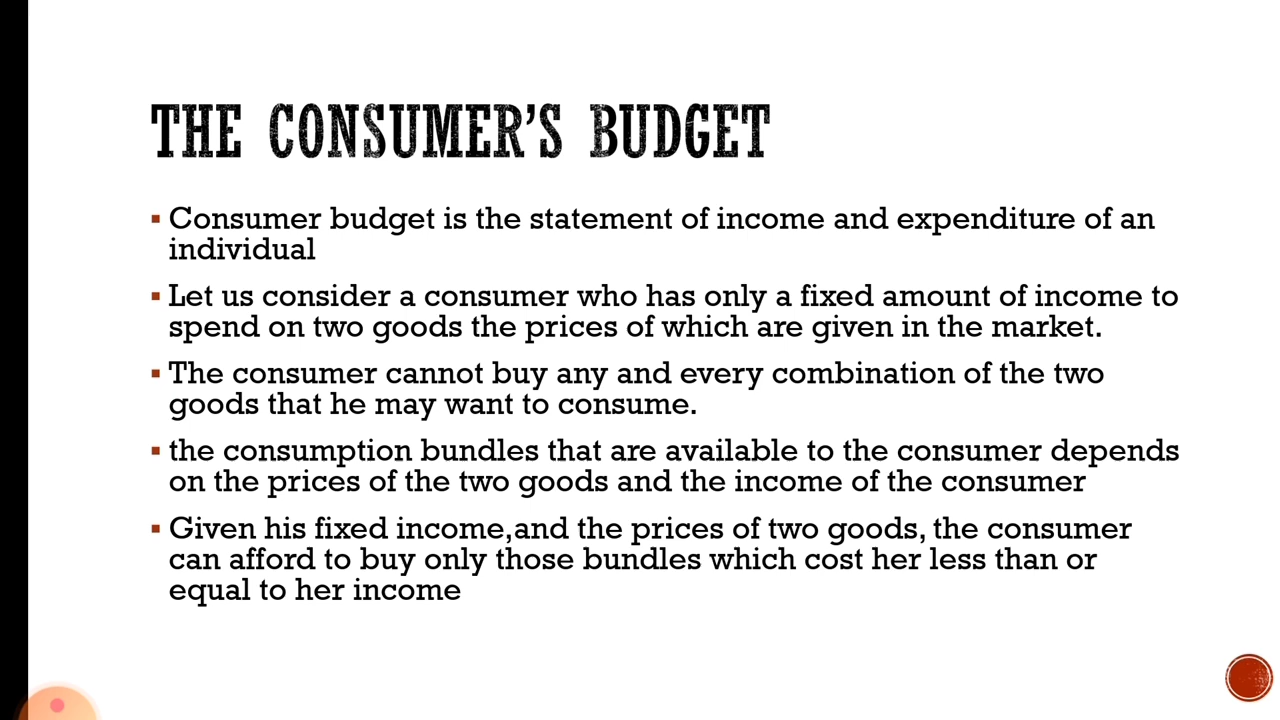 THE CONSUMER'S BUDGET
▪ Consumer budget is the statement of income and expenditure of an
individual
▪ Let us consider a consumer who has only a fixed amount of income to
spend on two goods the prices of which are given in the market.
▪ The consumer cannot buy any and every combination of the two
goods that he may want to consume.
▪ the consumption bundles that are available to the consumer depends
on the prices of the two goods and the income of the consumer
▪ Given his fixed income,and the prices of two goods, the consumer
can afford to buy only those bundles which cost her less than or
equal to her income